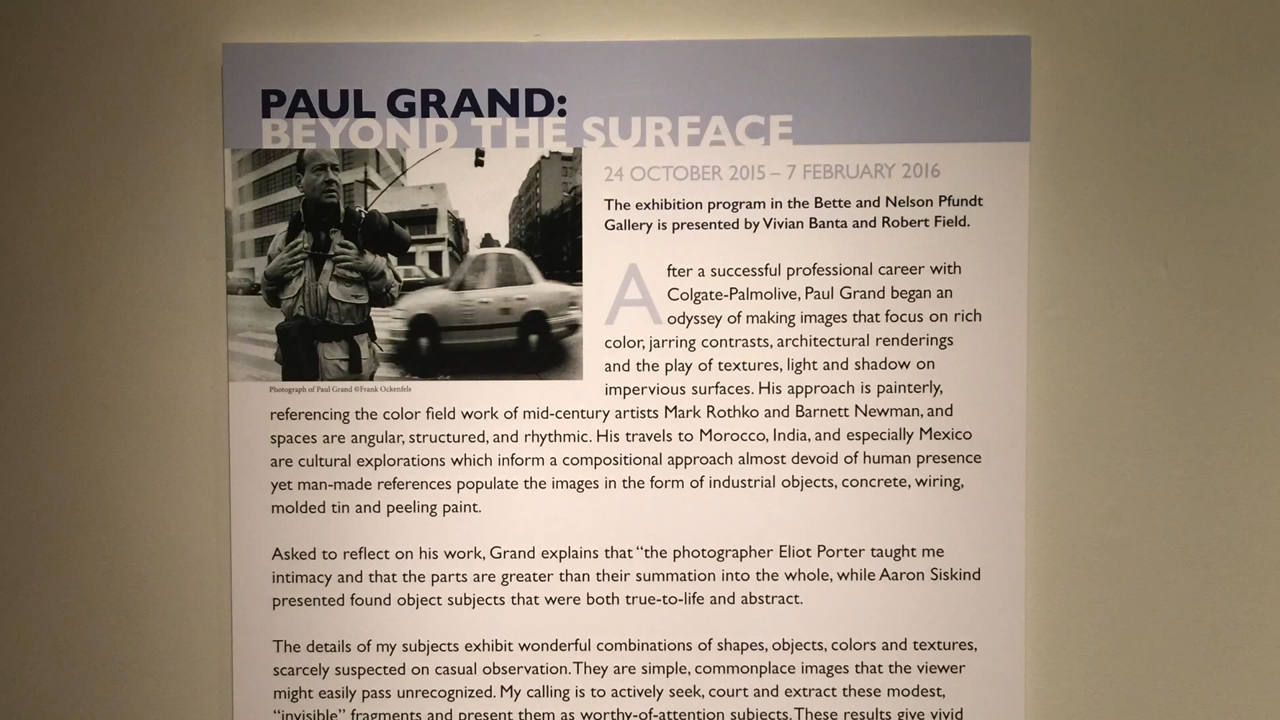 PAUL GRAND:
BEYOND THE SURFACE
24 OCTOBER 2015 – 7 FEBRUARY 2016
The exhibition program in the Bette and Nelson Pfundt
Gallery is presented by Vivian Banta and Robert Field.
After a successful professional career with
Colgate-Palmolive, Paul Grand began an
odyssey of making images that focus on rich
color, jarring contrasts, architectural renderings
and the play of textures, light and shadow on
impervious surfaces. His approach is painterly,
Photograph of Paul Grand ©Frank Ockenfels
referencing the color field work of mid-century artists Mark Rothko and Barnett Newman, and
spaces are angular, structured, and rhythmic. His travels to Morocco, India, and especially Mexico
are cultural explorations which inform a compositional approach almost devoid of human presence
yet man-made references populate the images in the form of industrial objects, concrete, wiring,
molded tin and peeling paint.
Asked to reflect on his work, Grand explains that “the photographer Eliot Porter taught me
intimacy and that the parts are greater than their summation into the whole, while Aaron Siskind
presented found object subjects that were both true-to-life and abstract.
The details of my subjects exhibit wonderful combinations of shapes, objects, colors and textures,
scarcely suspected on casual observation. They are simple, commonplace images that the viewer
might easily pass unrecognized. My calling is to actively seek, court and extract these modest,
“invisible” fragments and present them as worthy-of-attention subjects. These results give vivid